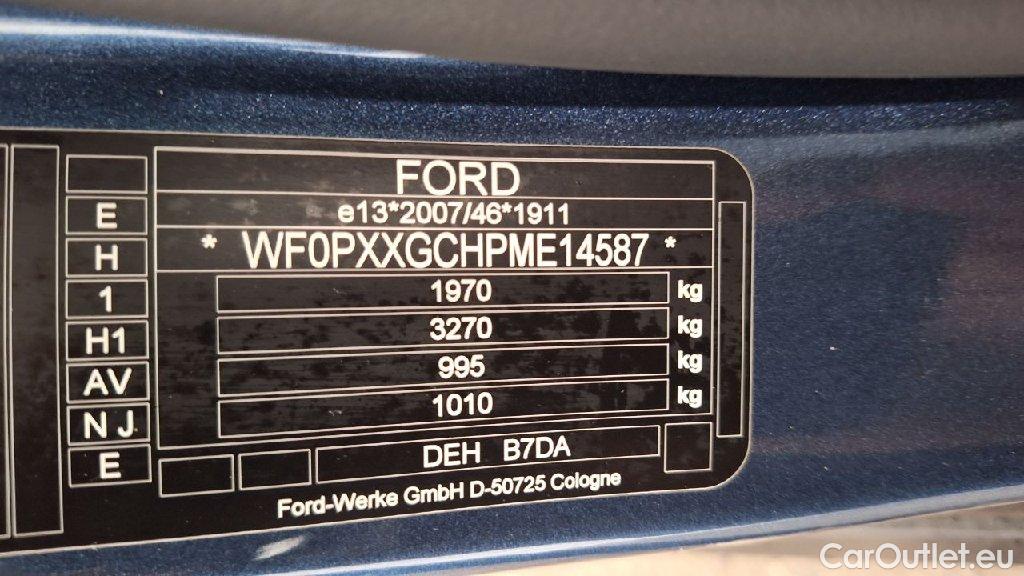 FORD
e13*2007/46*1911
* WF0PXXGCHPME14587 *
1970 kg
3270 kg
995 kg
1010 kg
DEH B7DA
Ford-Werke GmbH D-50725 Cologne
E
H
1
H1
AV
N J
E
CarOutlet.eu